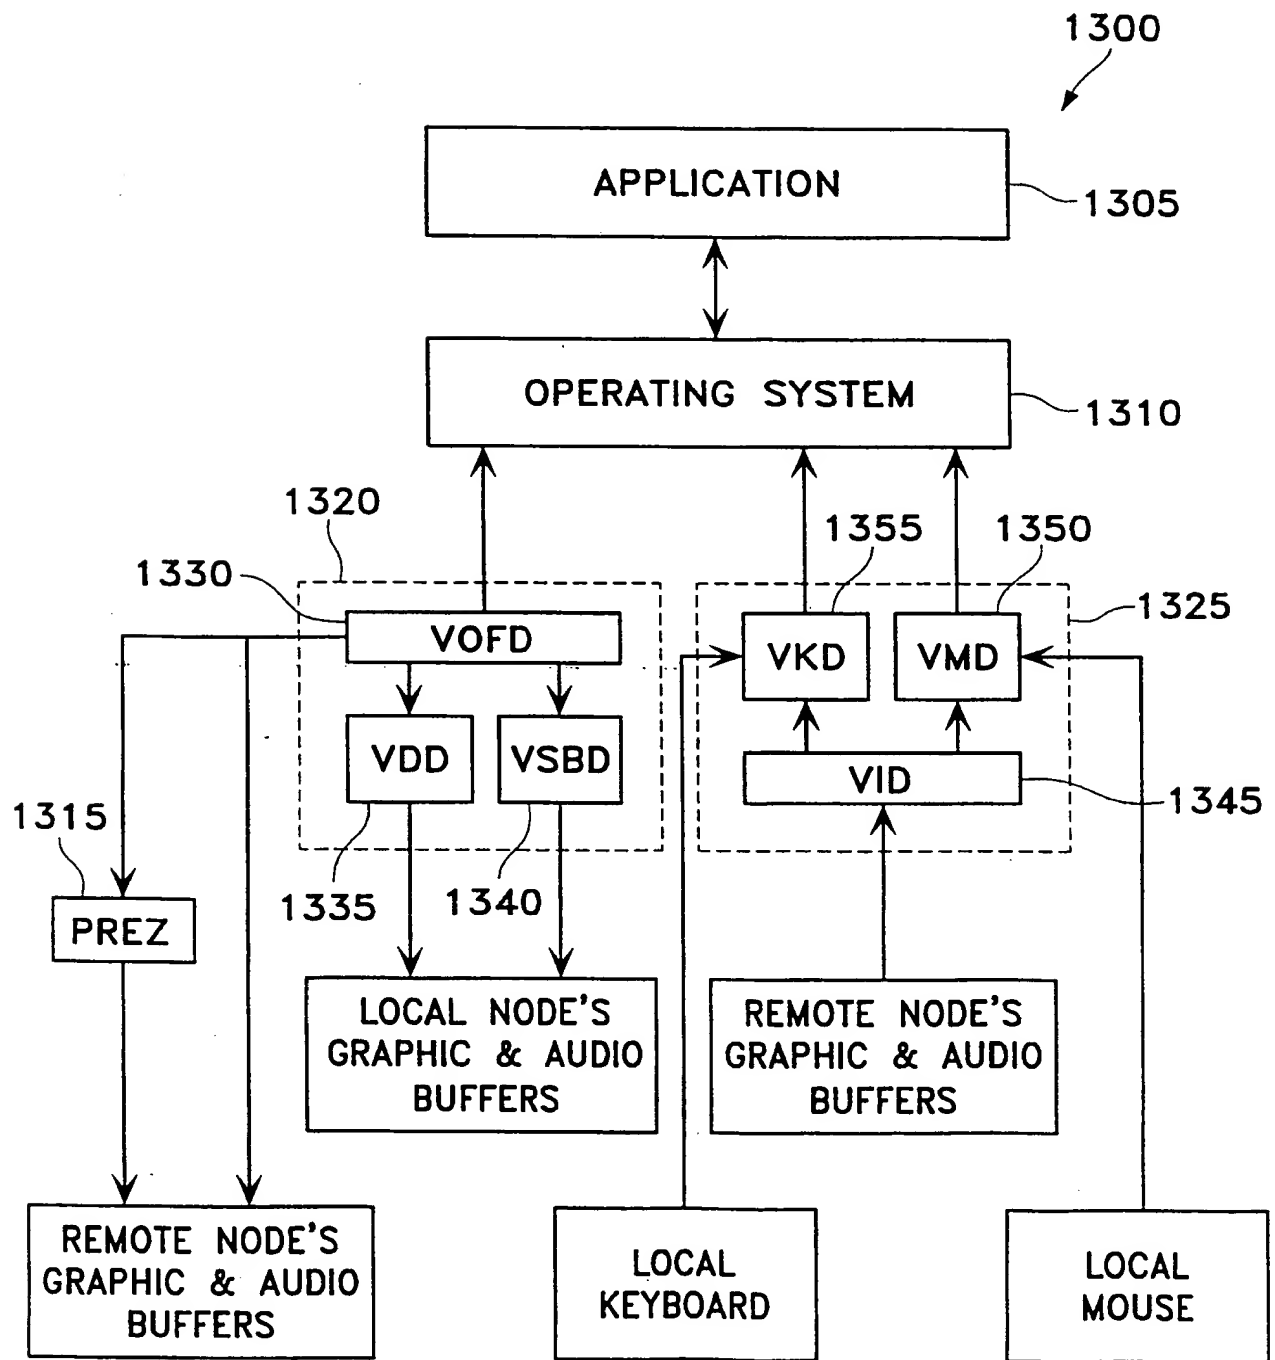 1300
APPLICATION
1305
OPERATING SYSTEM
1310
1320
1355
1350
1330
1325
VOFD
VKD
VMD
VDD
VSBD
VID
1345
1315
1335
1340
PREZ
LOCAL NODE'S
GRAPHIC & AUDIO
BUFFERS
REMOTE NODE'S
GRAPHIC & AUDIO
BUFFERS
REMOTE NODE'S
GRAPHIC & AUDIO
BUFFERS
LOCAL
KEYBOARD
LOCAL
MOUSE